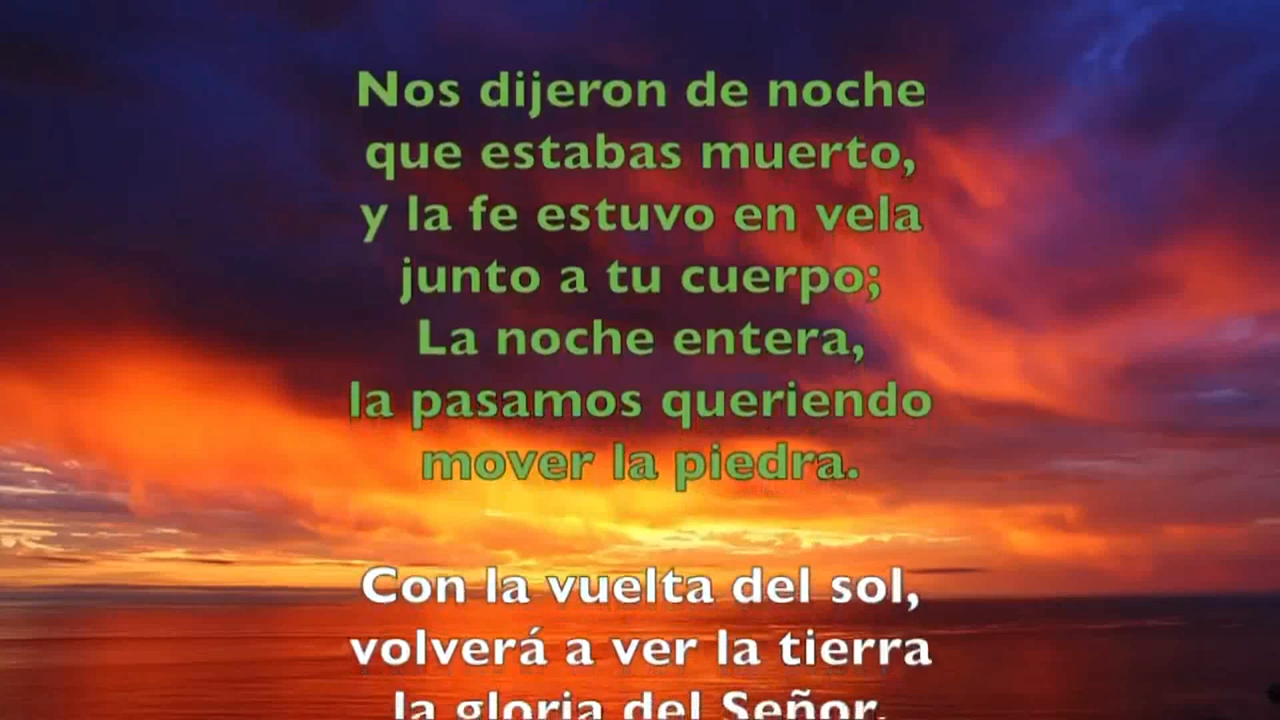 Nos dijeron de noche
que estabas muerto,
y la fe estuvo en vela
junto a tu cuerpo;
La noche entera,
la pasamos queriendo
mover la piedra.
Con la vuelta del sol,
volverá a ver la tierra
la gloria del Señor.